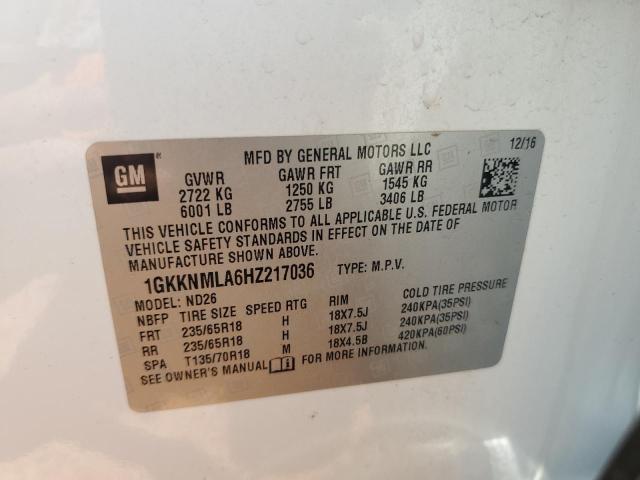 MFD BY GENERAL MOTORS LLC 12/16
GM GVWR GAWR FRT GAWR RR
2722 KG 1250 KG 1545 KG
6001 LB 2755 LB 3406 LB
THIS VEHICLE CONFORMS TO ALL APPLICABLE U.S. FEDERAL MOTOR
VEHICLE SAFETY STANDARDS IN EFFECT ON THE DATE OF
MANUFACTURE SHOWN ABOVE.
1GKKNMLA6HZ217036 TYPE: M.P.V.
MODEL: ND26
NBFP TIRE SIZE SPEED RTG RIM COLD TIRE PRESSURE
FRT 235/65R18 H 18X7.5J 240KPA(35PSI)
RR 235/65R18 H 18X7.5J 240KPA(35PSI)
SPA T135/70R18 M 18X4.5B 420KPA(60PSI)
SEE OWNER'S MANUAL FOR MORE INFORMATION.